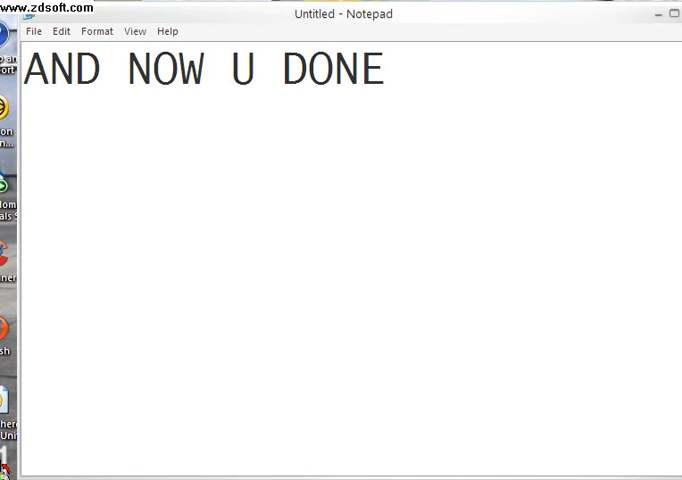 www.zdsoft.com
Untitled - Notepad
File Edit Format View Help
AND NOW U DONE